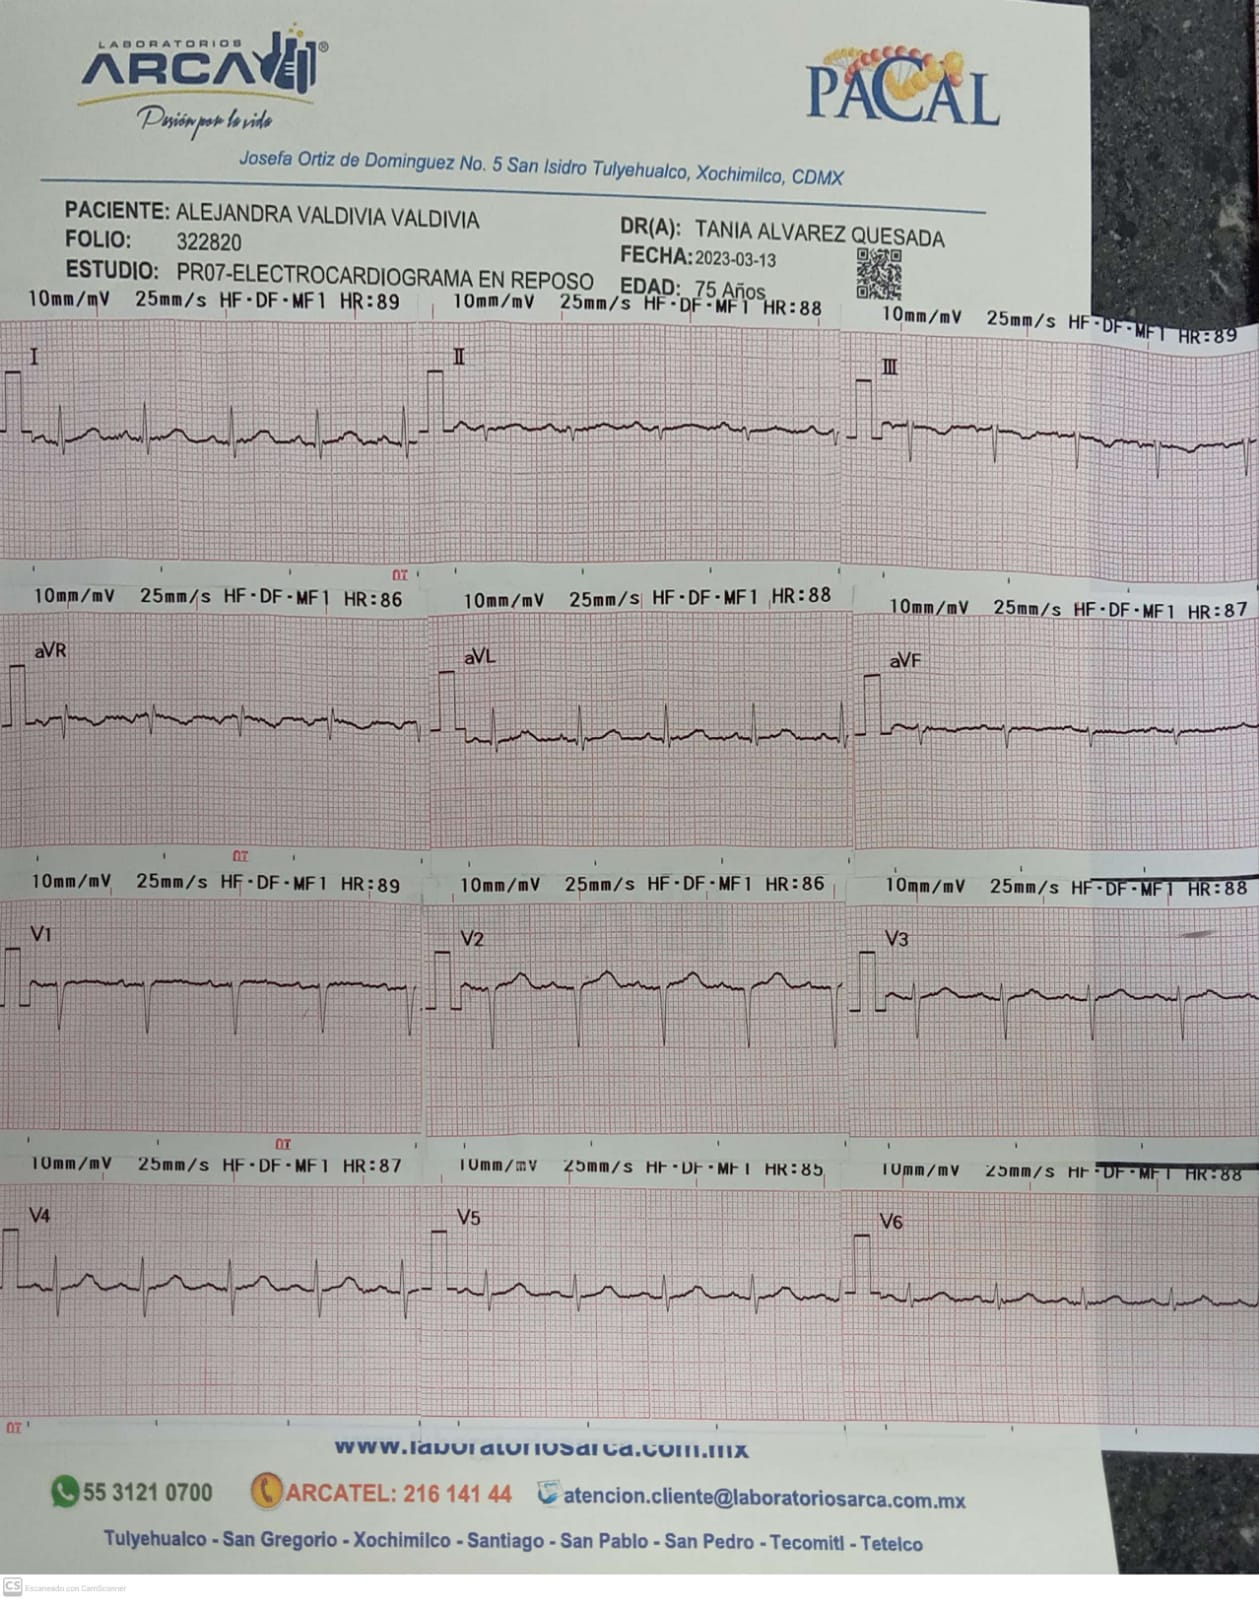 LABORATORIOS
ARCA ®
Pasión por la vida
PACAL
Josefa Ortiz de Dominguez No. 5 San Isidro Tulyehualco, Xochimilco, CDMX
PACIENTE: ALEJANDRA VALDIVIA VALDIVIA
FOLIO: 322820
ESTUDIO: PR07-ELECTROCARDIOGRAMA EN REPOSO
DR(A): TANIA ALVAREZ QUESADA
FECHA: 2023-03-13
EDAD: 75 Años
10mm/mV 25mm/s HF-DF-MF1 HR:89
10mm/mV 25mm/s HF-DF-MF1 HR:88
10mm/mV 25mm/s HF-DF-MF1 HR:89
I
II
III
10mm/mV 25mm/s HF-DF-MF1 HR:86
10mm/mV 25mm/s HF-DF-MF1 HR:88
10mm/mV 25mm/s HF-DF-MF1 HR:87
aVR
aVL
aVF
10mm/mV 25mm/s HF-DF-MF1 HR:89
10mm/mV 25mm/s HF-DF-MF1 HR:86
10mm/mV 25mm/s HF-DF-MF1 HR:88
V1
V2
V3
10mm/mV 25mm/s HF-DF-MF1 HR:87
10mm/mV 25mm/s HF-DF-MF1 HR:85
10mm/mV 25mm/s HF-DF-MF1 HR:88
V4
V5
V6
www.laboratoriosarca.com.mx
55 3121 0700 ARCATEL: 216 141 44 atencion.cliente@laboratoriosarca.com.mx
Tulyehualco - San Gregorio - Xochimilco - Santiago - San Pablo - San Pedro - Tecomitl - Tetelco
CS Escaneado con CamScanner